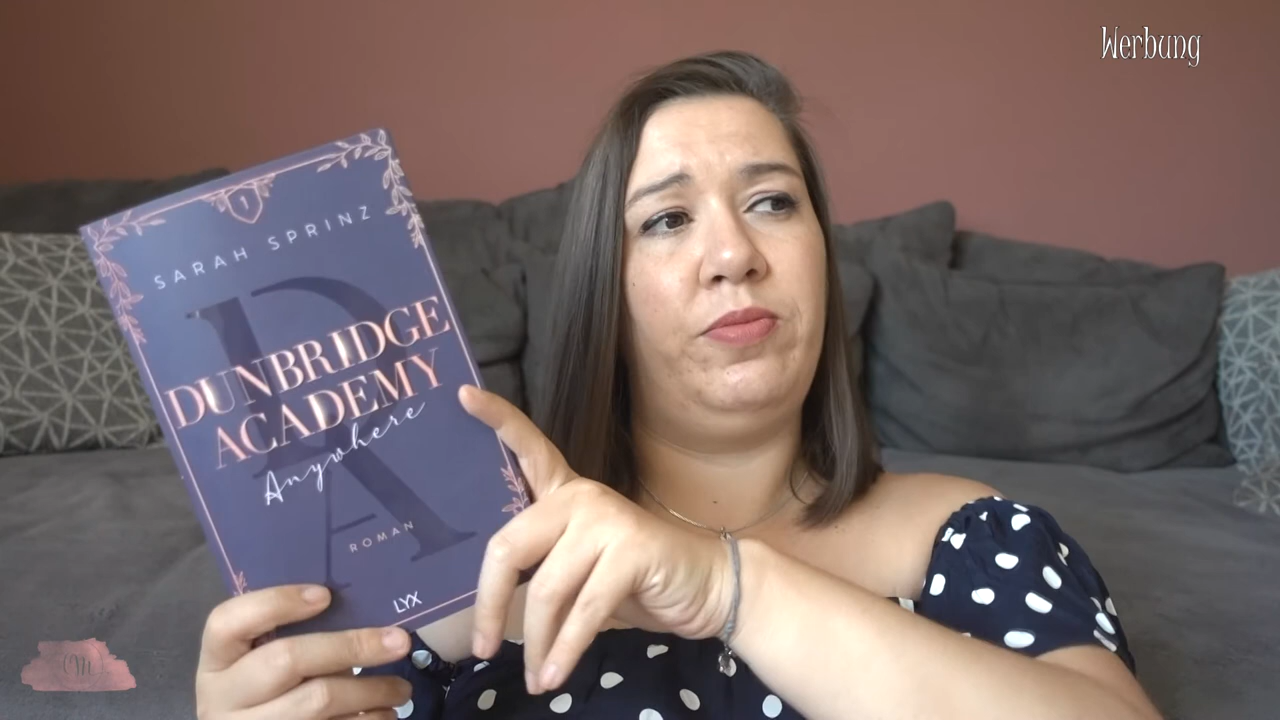 Werbung
1
SARAH SPRINZ
DUNBRIDGE
ACADEMY
Anywhere
ROMAN
LYX